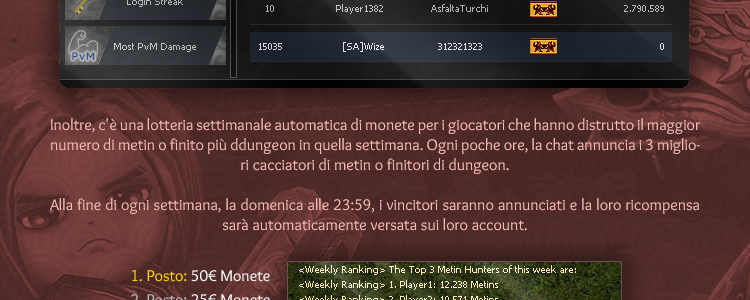 Login Streak
10 Player1382 AsfaltaTurchi 2.790.589
Most PvM Damage
PvM
15035 [SA]Wize 312321323 0
Inoltre, c'è una lotteria settimanale automatica di monete per i giocatori che hanno distrutto il maggior
numero di metin o finito più ddungeon in quella settimana. Ogni poche ore, la chat annuncia i 3 miglio-
ri cacciatori di metin o finitori di dungeon.
Alla fine di ogni settimana, la domenica alle 23:59, i vincitori saranno annunciati e la loro ricompensa
sarà automaticamente versata sui loro account.
1. Posto: 50€ Monete
<Weekly Ranking> The Top 3 Metin Hunters of this week are:
<Weekly Ranking> 1. Player1: 12.238 Metins
2. Posto: 25€ Monete
<Weekly Ranking> 2. Player2: 10.571 Metins